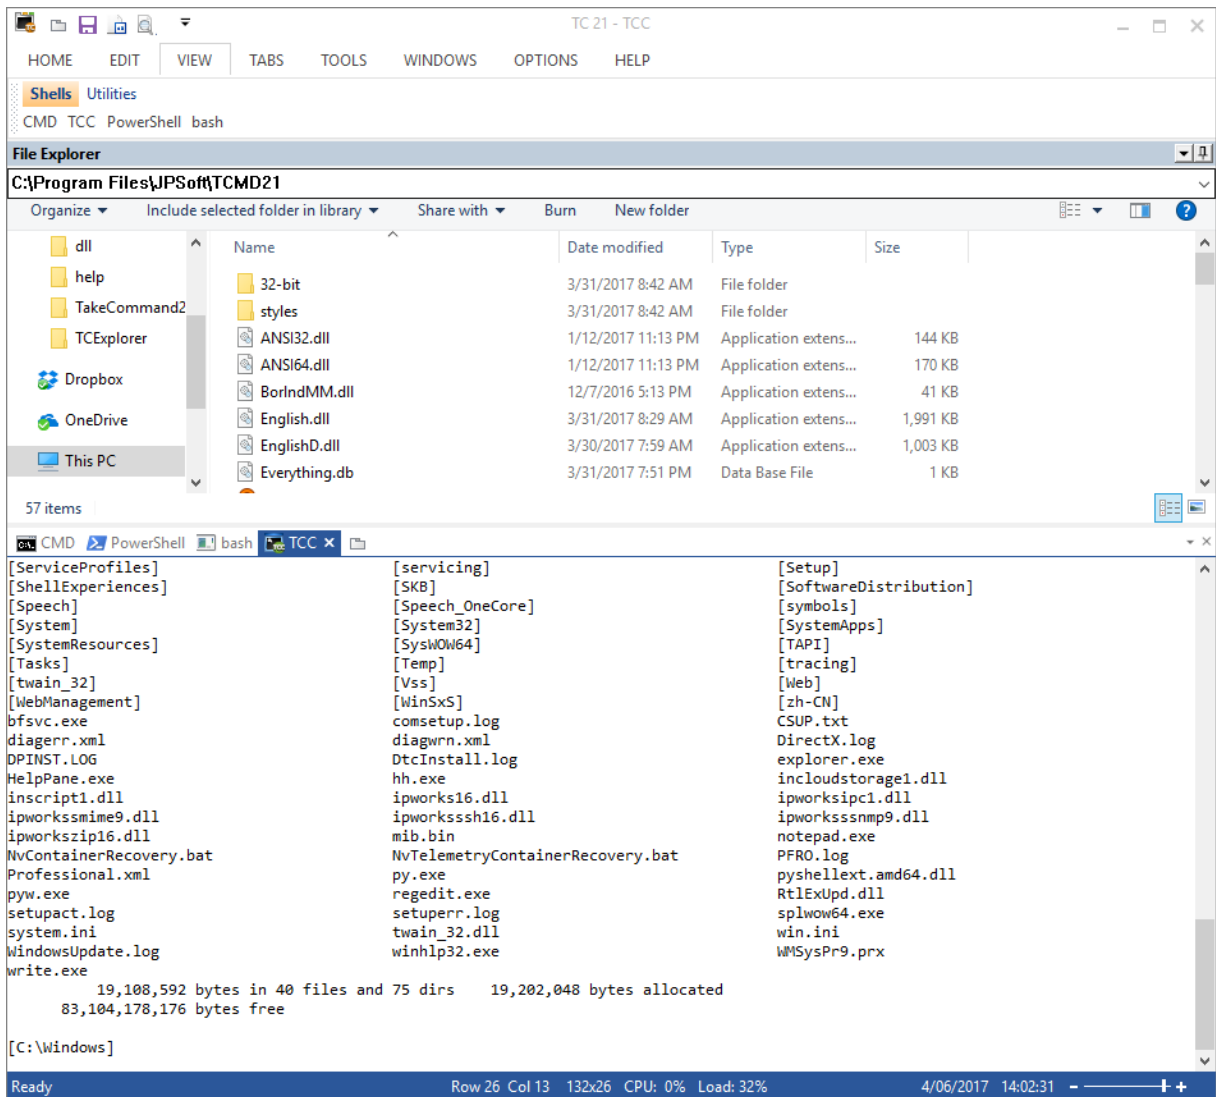 TC 21 - TCC
HOME EDIT VIEW TABS TOOLS WINDOWS OPTIONS HELP
Shells Utilities
CMD TCC PowerShell bash
File Explorer
C:\Program Files\JPSoft\TCMD21
Organize Include selected folder in library Share with Burn New folder
dll
help
TakeCommand2
TCExplorer
Dropbox
OneDrive
This PC
Name Date modified Type Size
32-bit 3/31/2017 8:42 AM File folder
styles 3/31/2017 8:42 AM File folder
ANSI32.dll 1/12/2017 11:13 PM Application extens... 144 KB
ANSI64.dll 1/12/2017 11:13 PM Application extens... 170 KB
BorlndMM.dll 12/7/2016 5:13 PM Application extens... 41 KB
English.dll 3/31/2017 8:29 AM Application extens... 1,991 KB
EnglishD.dll 3/30/2017 7:59 AM Application extens... 1,003 KB
Everything.db 3/31/2017 7:51 PM Data Base File 1 KB
57 items
CMD PowerShell bash TCC
[ServiceProfiles] [servicing] [Setup]
[ShellExperiences] [SKB] [SoftwareDistribution]
[Speech] [Speech_OneCore] [symbols]
[System] [System32] [SystemApps]
[SystemResources] [SysWOW64] [TAPI]
[Tasks] [Temp] [tracing]
[twain_32] [Vss] [Web]
[WebManagement] [WinSxS] [zh-CN]
bfsvc.exe comsetup.log CSUP.txt
diagerr.xml diagwrn.xml DirectX.log
DPINST.LOG DtcInstall.log explorer.exe
HelpPane.exe hh.exe incloudstorage1.dll
inscript1.dll ipworks16.dll ipworksipc1.dll
ipworkssmime9.dll ipworksssh16.dll ipworkssnmp9.dll
ipworkszip16.dll mib.bin notepad.exe
NvContainerRecovery.bat NvTelemetryContainerRecovery.bat PFRO.log
Professional.xml py.exe pyshellext.amd64.dll
pyw.exe regedit.exe RtlExUpd.dll
setupact.log setuperr.log splwow64.exe
system.ini twain_32.dll win.ini
WindowsUpdate.log winhlp32.exe WMSysPr9.prx
write.exe
19,108,592 bytes in 40 files and 75 dirs 19,202,048 bytes allocated
83,104,178,176 bytes free
[C:\Windows]
Ready Row 26 Col 13 132x26 CPU: 0% Load: 32% 4/06/2017 14:02:31